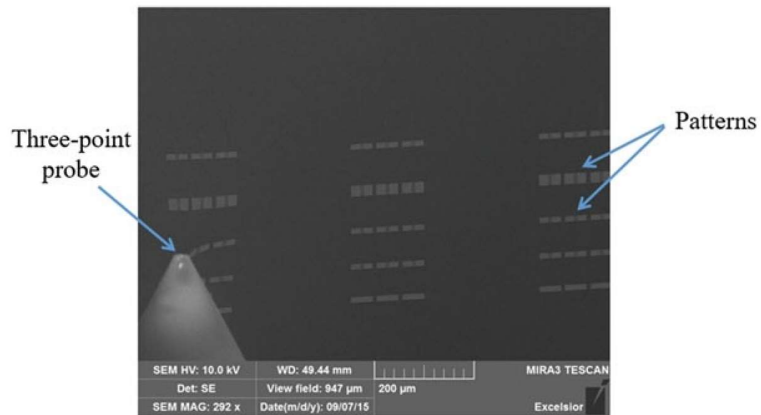 Three-point
probe
Patterns
SEM HV: 10.0 kV
WD: 49.44 mm
MIRA3 TESCAN
Det: SE
View field: 947 µm
200 µm
SEM MAG: 292 x
Date(m/d/y): 09/07/15
Excelsior